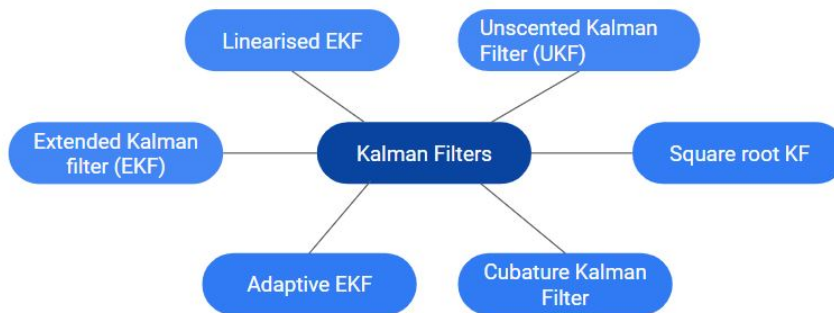 Linearised EKF
Unscented Kalman
Filter (UKF)
Extended Kalman
filter (EKF)
Kalman Filters
Square root KF
Adaptive EKF
Cubature Kalman
Filter